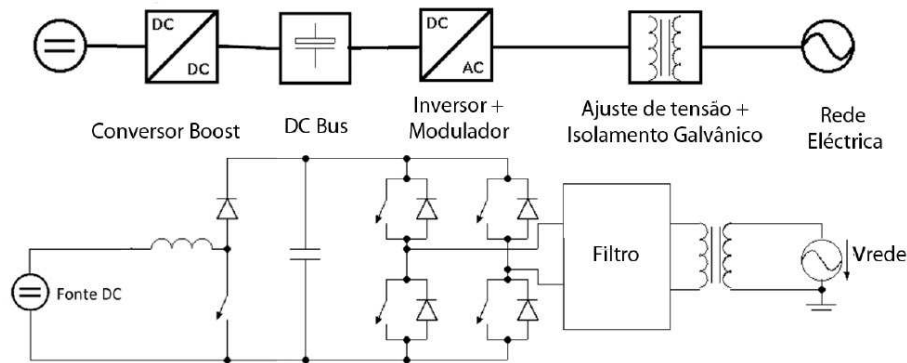 DC
DC
DC
AC
Conversor Boost
DC Bus
Inversor +
Modulador
Ajuste de tensão +
Isolamento Galvânico
Rede
Eléctrica
Fonte DC
Filtro
Vrede